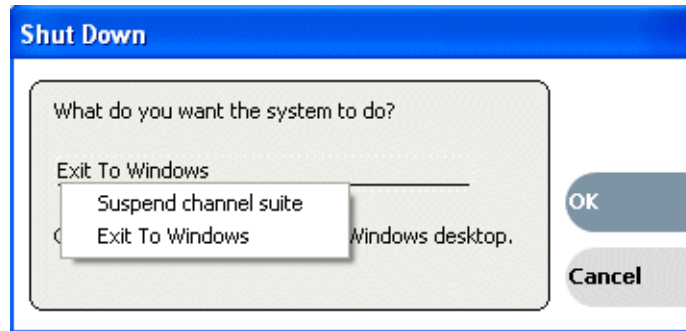 Shut Down
What do you want the system to do?
Exit To Windows
Suspend channel suite
Exit To Windows
Windows desktop.
OK
Cancel